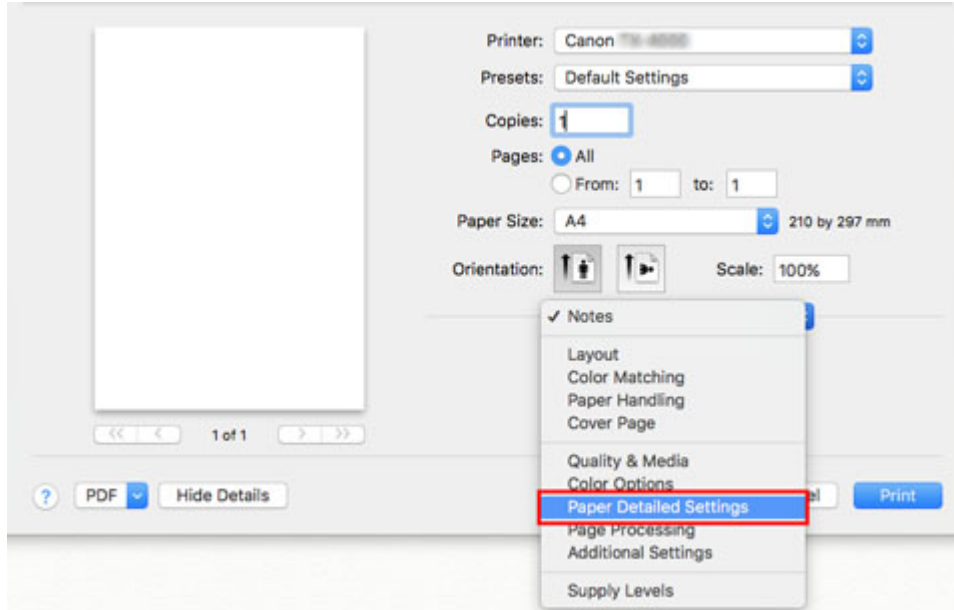 Printer: Canon
Presets: Default Settings
Copies: 1
Pages: All
From: 1 to: 1
Paper Size: A4 210 by 297 mm
Orientation: Scale: 100%
✓ Notes
Layout
Color Matching
Paper Handling
Cover Page
<< < 1 of 1 > >>
Quality & Media
Color Options
? PDF Hide Details Print
Paper Detailed Settings
Page Processing
Additional Settings
Supply Levels